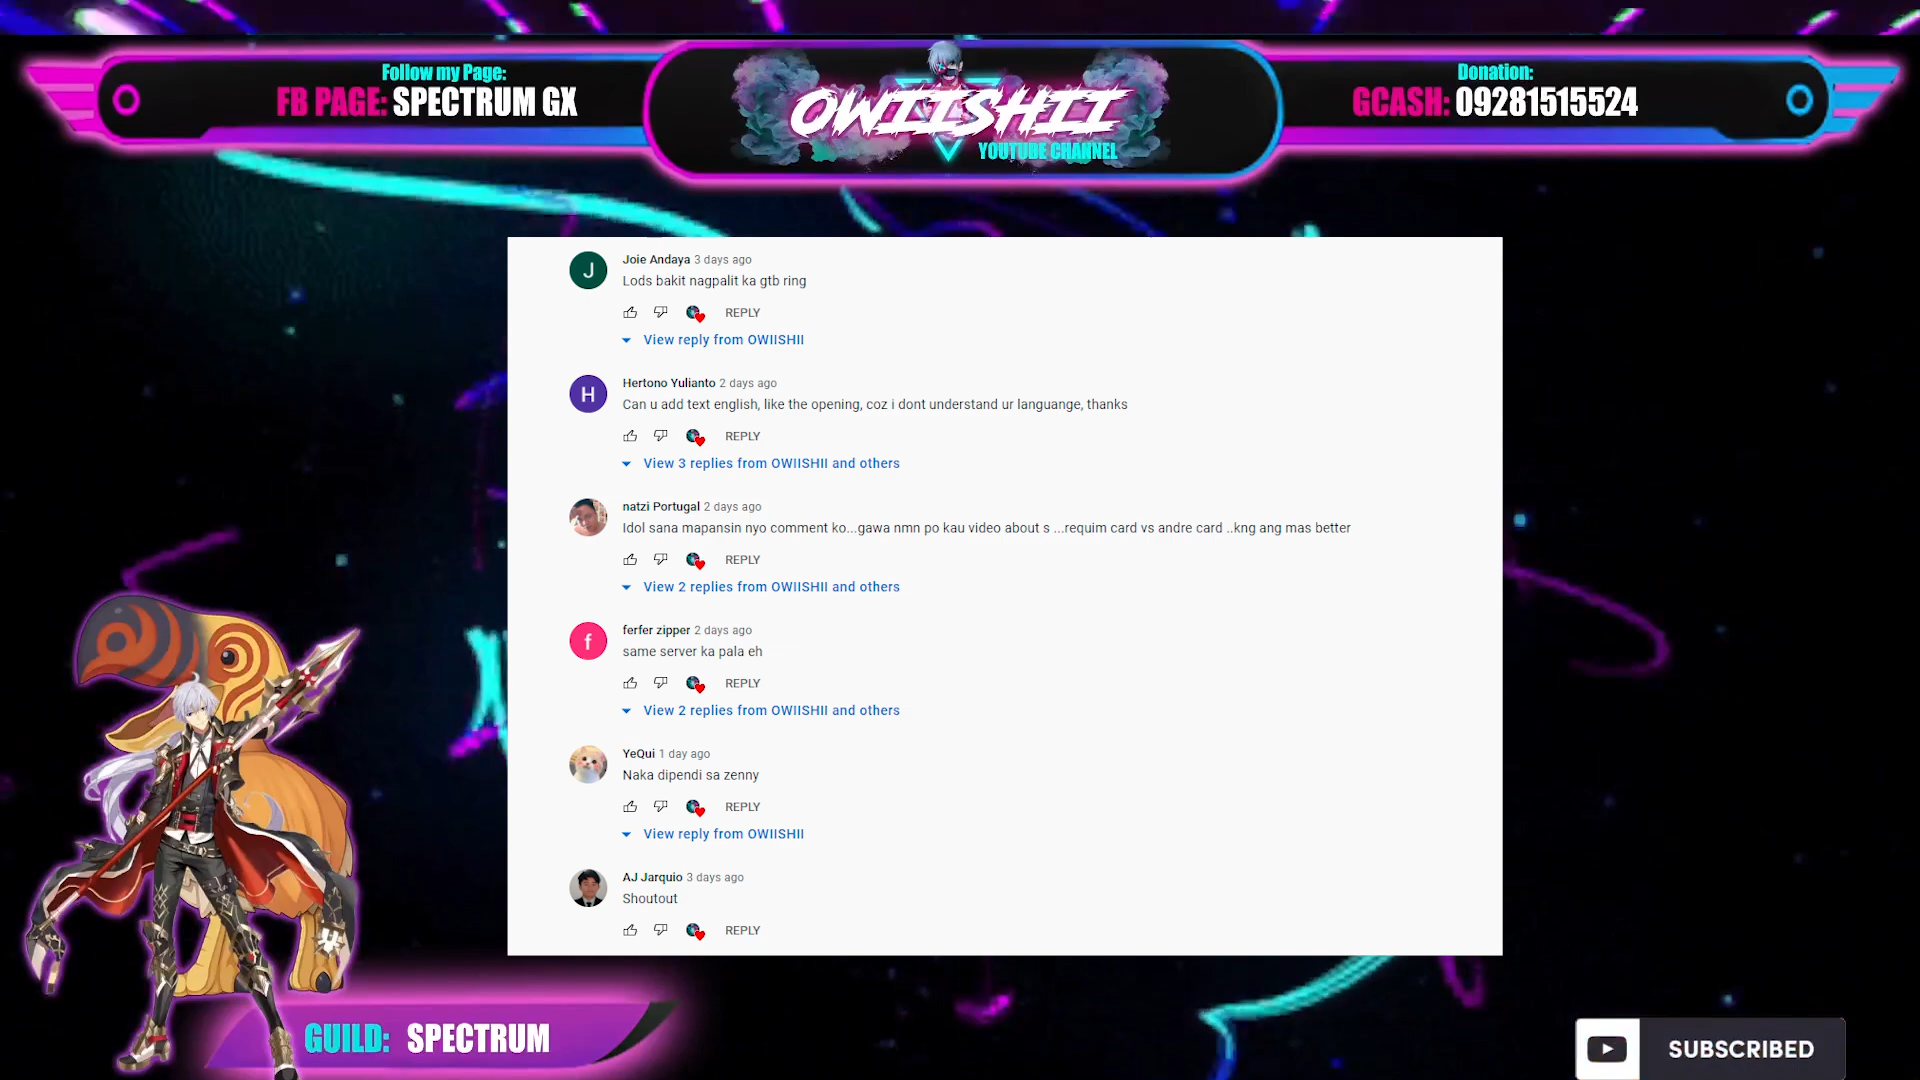 Follow my Page:
FB PAGE: SPECTRUM GX
OWIISHII
YOUTUBE CHANNEL
Donation:
GCASH: 09281515524
J
Joie Andaya 3 days ago
Lods bakit nagpalit ka gtb ring
REPLY
View reply from OWIISHII
H
Hertono Yulianto 2 days ago
Can u add text english, like the opening, coz i dont understand ur languange, thanks
REPLY
View 3 replies from OWIISHII and others
natzi Portugal 2 days ago
Idol sana mapansin nyo comment ko...gawa nmn po kau video about s ...requim card vs andre card ..kng ang mas better
REPLY
View 2 replies from OWIISHII and others
f
ferfer zipper 2 days ago
same server ka pala eh
REPLY
View 2 replies from OWIISHII and others
YeQui 1 day ago
Naka dipendi sa zenny
REPLY
View reply from OWIISHII
AJ Jarquio 3 days ago
Shoutout
REPLY
GUILD: SPECTRUM
SUBSCRIBED